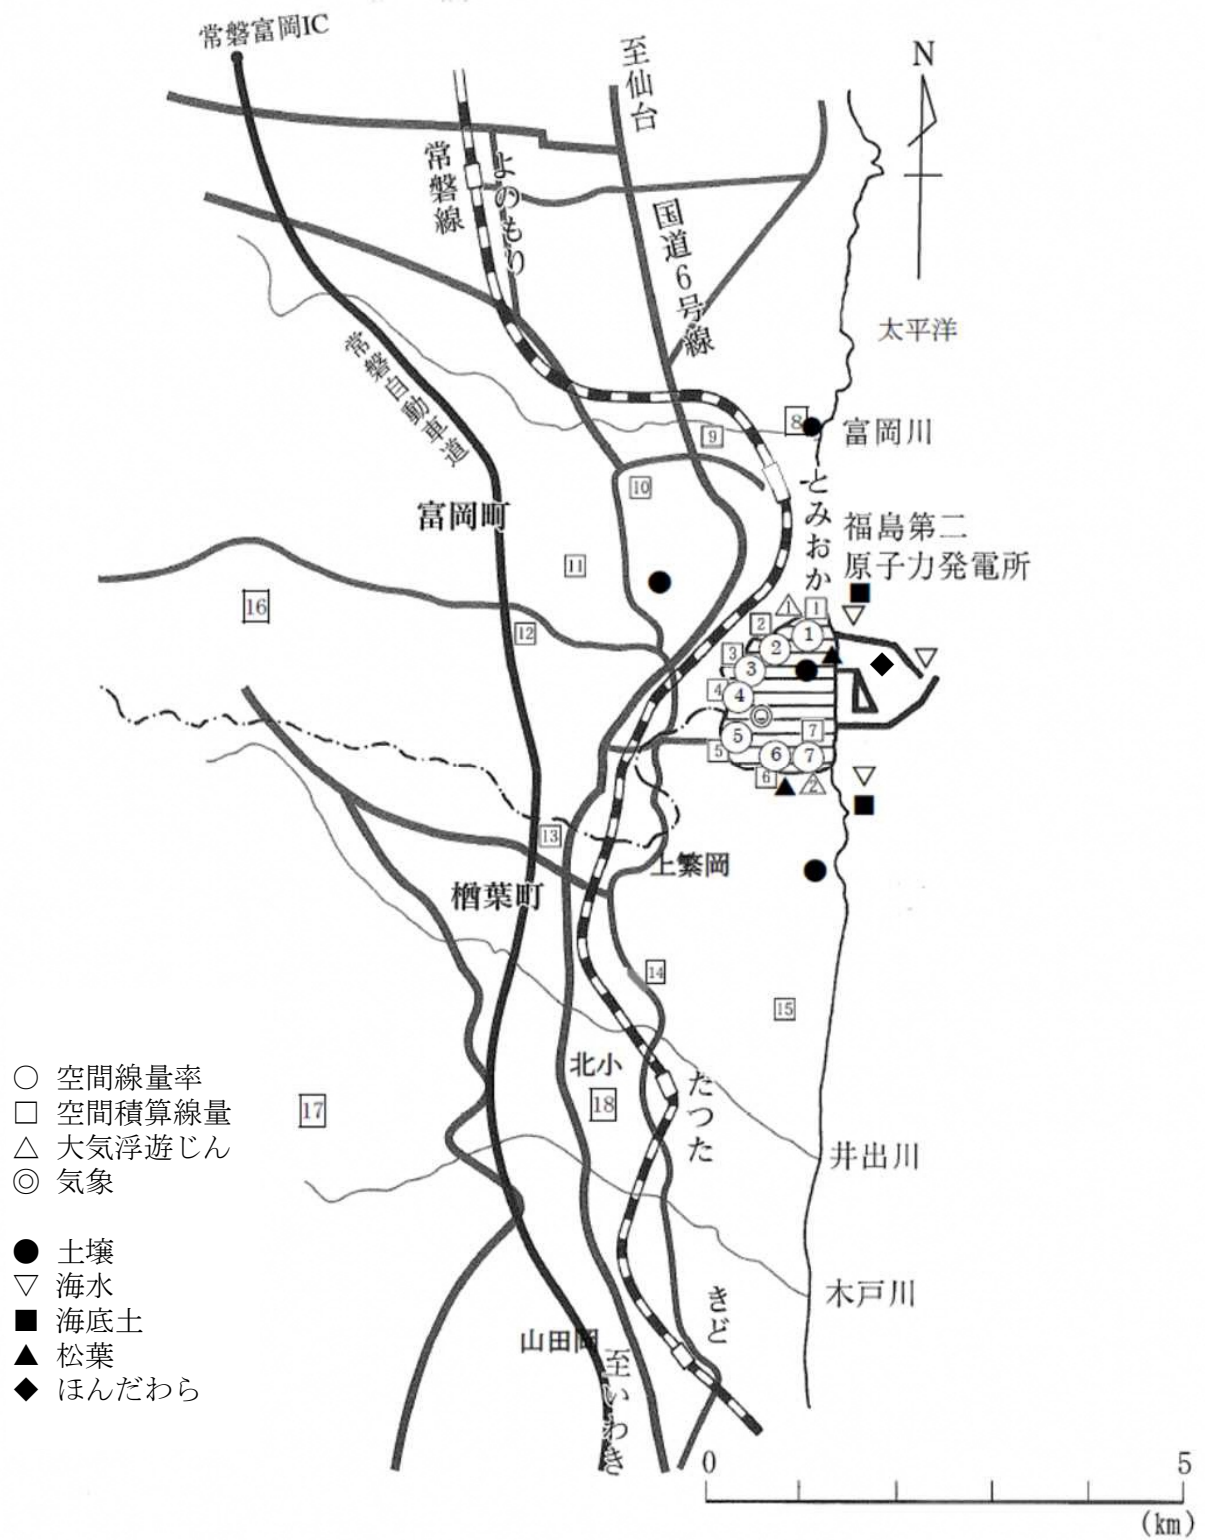 常磐富岡IC
至仙台
N
常磐線
よのもり
国道6号線
太平洋
常磐自動車道
8
富岡川
9
10
とみおか
富岡町
福島第二
原子力発電所
11
16
1
1
2
1
12
2
3
3
4
4
5
7
5
6
7
6
2
13
上繁岡
楢葉町
14
15
北小
たつた
18
17
○ 空間線量率
□ 空間積算線量
△ 大気浮遊じん
◎ 気象
● 土壌
▽ 海水
■ 海底土
▲ 松葉
◆ ほんだわら
井出川
木戸川
きど
山田岡
至いわき
0 5
(km)